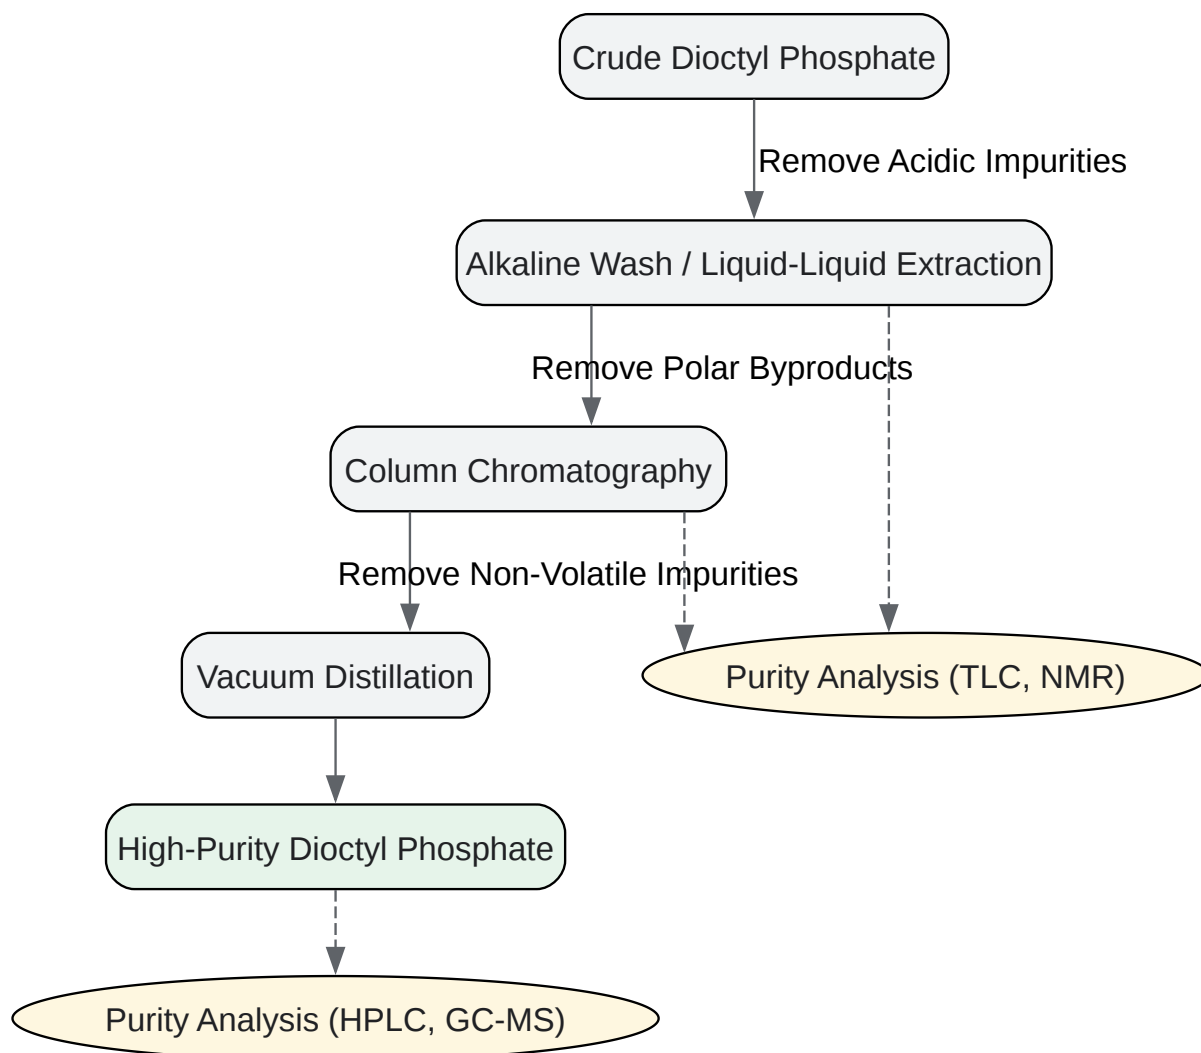 Crude Dioctyl Phosphate
Remove Acidic Impurities
Alkaline Wash / Liquid-Liquid Extraction
Remove Polar Byproducts
Column Chromatography
Remove Non-Volatile Impurities
Vacuum Distillation
Purity Analysis (TLC, NMR)
High-Purity Dioctyl Phosphate
Purity Analysis (HPLC, GC-MS)